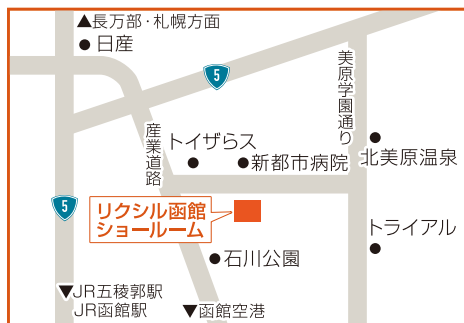 ▲長万部・札幌方面
日産
5
美原学園通り
産業道路
トイザらス
新都市病院
北美原温泉
5
リクシル函館
ショールーム
トライアル
石川公園
▼JR五稜郭駅
JR函館駅
▼函館空港